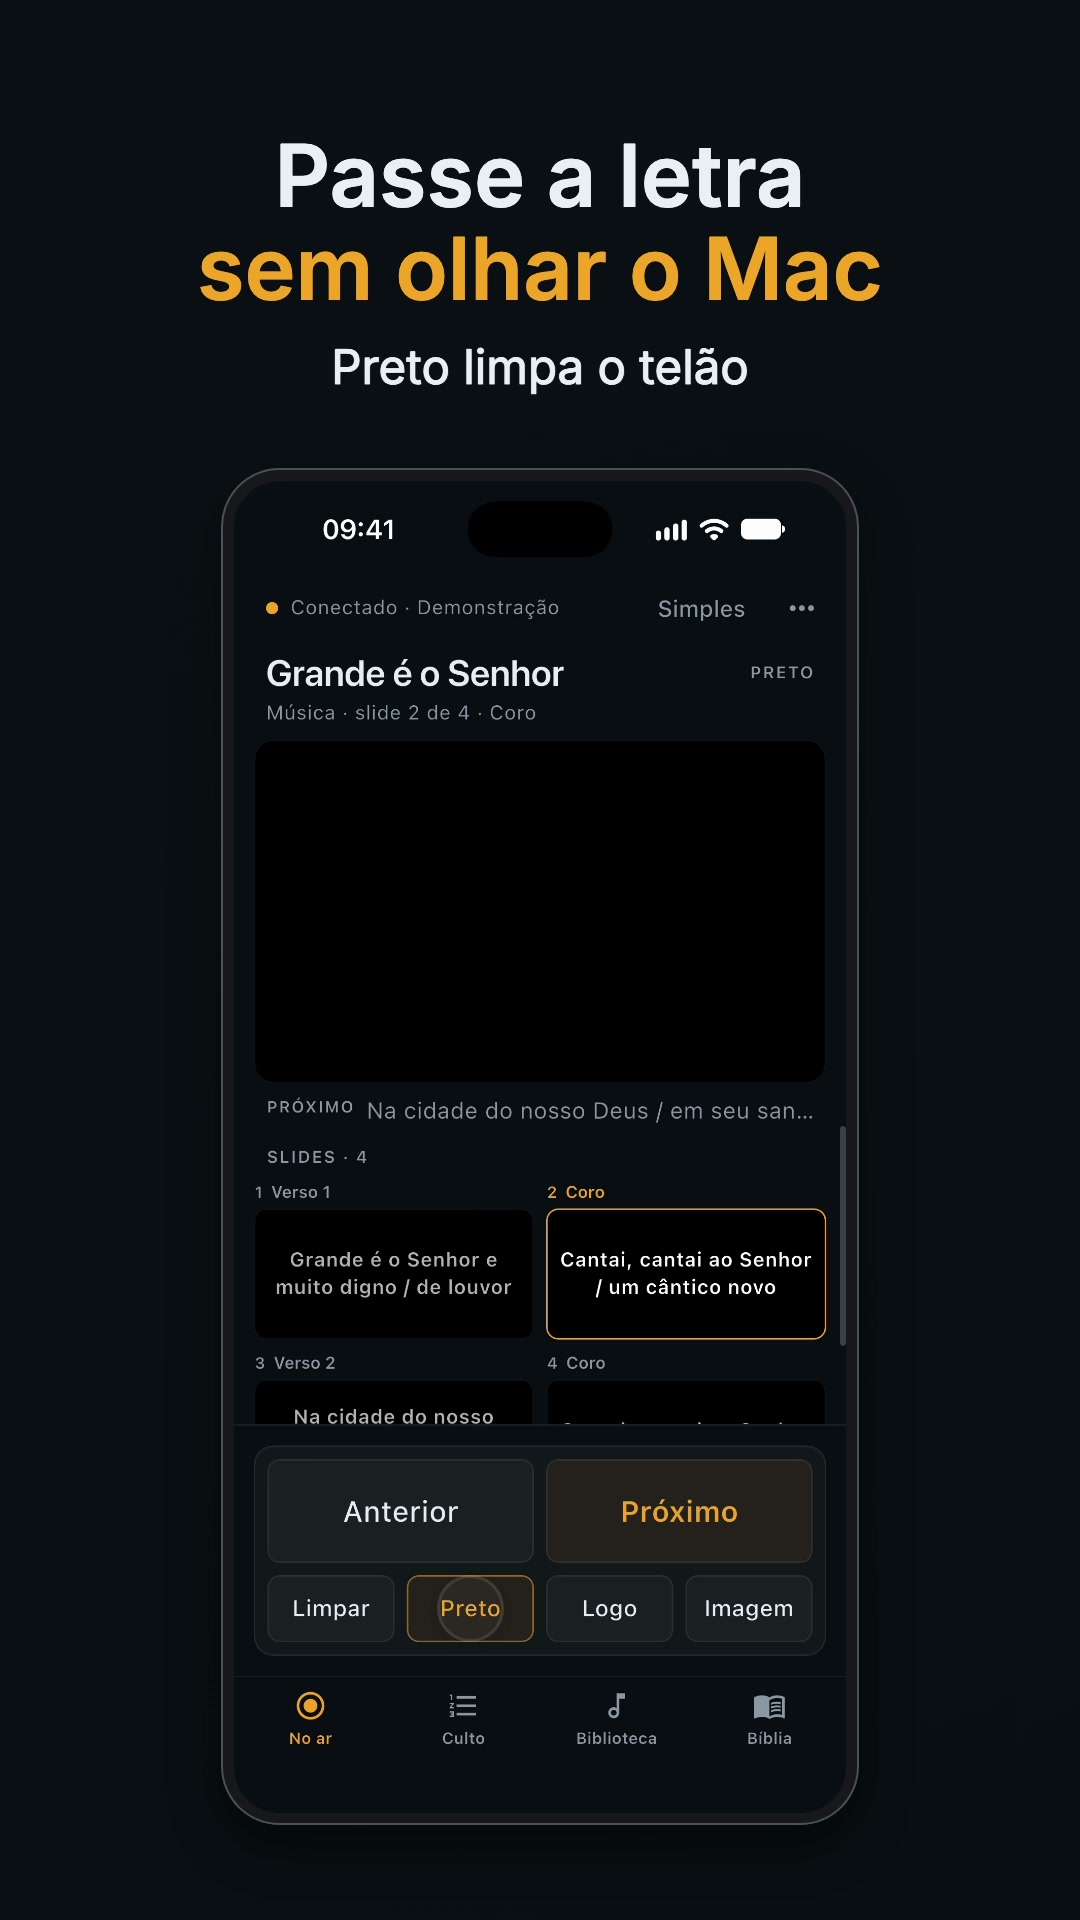 Passe a letra
sem olhar o Mac
Preto limpa o telão
09:41
Conectado · Demonstração
Simples
Grande é o Senhor
PRETO
Música · slide 2 de 4 · Coro
PRÓXIMO Na cidade do nosso Deus / em seu san...
SLIDES · 4
1 Verso 1
2 Coro
Grande é o Senhor e
muito digno / de louvor
Cantai, cantai ao Senhor
/ um cântico novo
3 Verso 2
4 Coro
Na cidade do nosso
Anterior
Próximo
Limpar
Preto
Logo
Imagem
No ar
Culto
Biblioteca
Bíblia